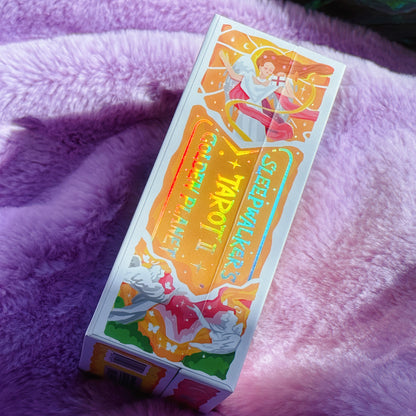 SLEEPWALKER'S
TAROT II
GOLDEN PLANET